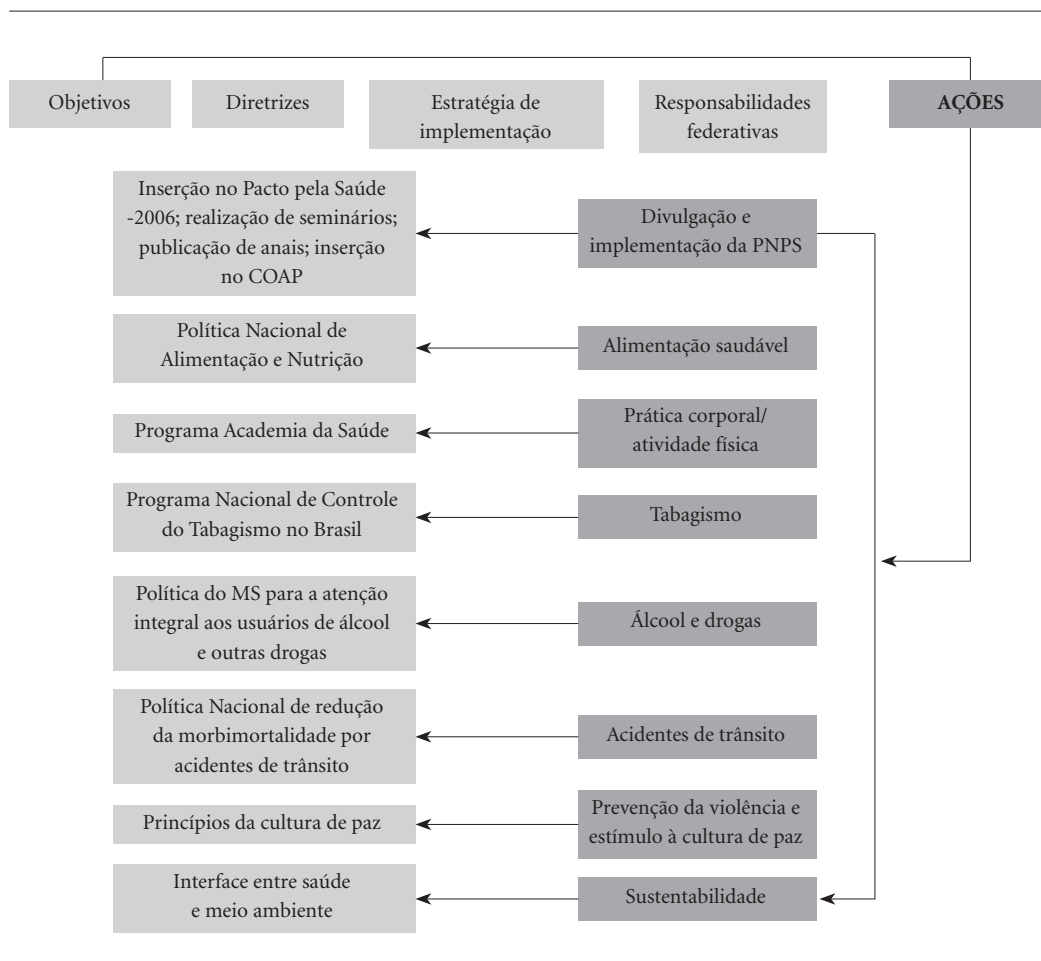 Objetivos
Diretrizes
Estratégia de
implementação
Responsabilidades
federativas
AÇÕES
Inserção no Pacto pela Saúde
-2006; realização de seminários;
publicação de anais; inserção
no COAP
Divulgação e
implementação da PNPS
Política Nacional de
Alimentação e Nutrição
Alimentação saudável
Programa Academia da Saúde
Prática corporal/
atividade física
Programa Nacional de Controle
do Tabagismo no Brasil
Tabagismo
Política do MS para a atenção
integral aos usuários de álcool
e outras drogas
Álcool e drogas
Política Nacional de redução
da morbimortalidade por
acidentes de trânsito
Acidentes de trânsito
Princípios da cultura de paz
Prevenção da violência e
estímulo à cultura de paz
Interface entre saúde
e meio ambiente
Sustentabilidade